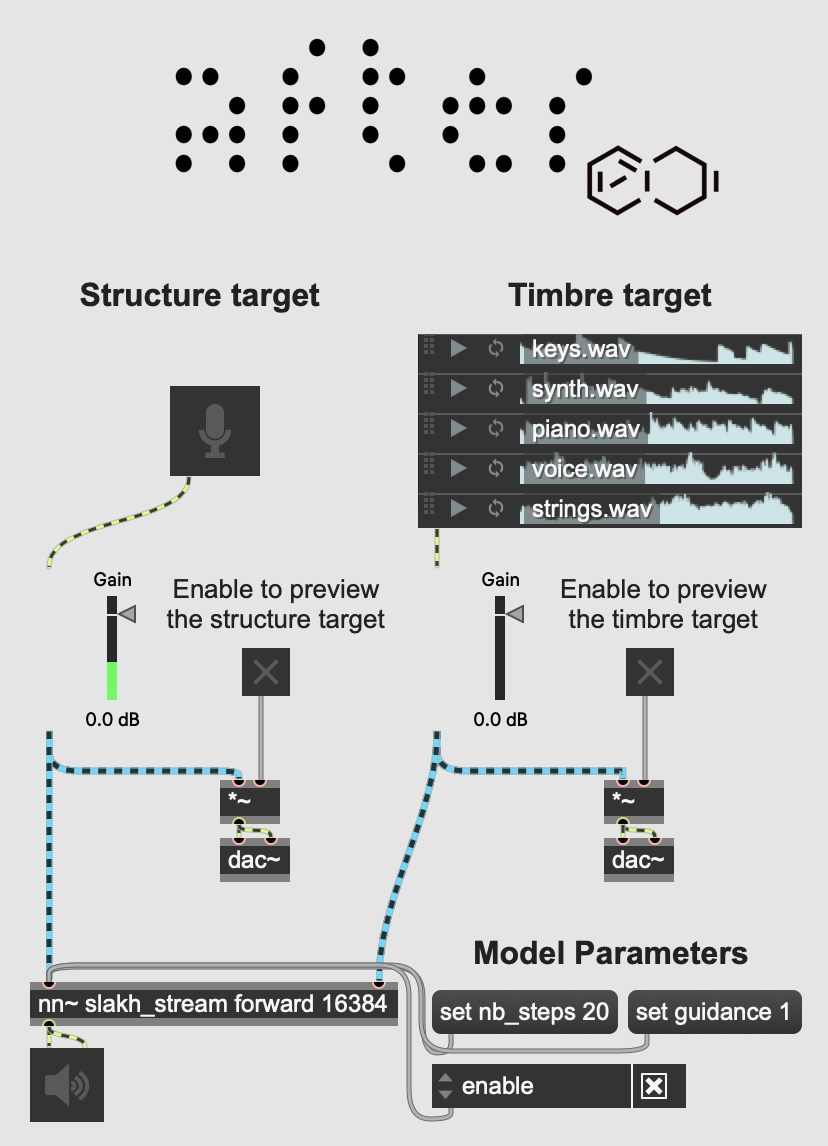 after
Structure target
Timbre target
keys.wav
synth.wav
piano.wav
voice.wav
strings.wav
Gain
Enable to preview
the structure target
0.0 dB
Gain
Enable to preview
the timbre target
0.0 dB
*~
dac~
*~
dac~
Model Parameters
nn~ slakh_stream forward 16384
set nb_steps 20
set guidance 1
enable